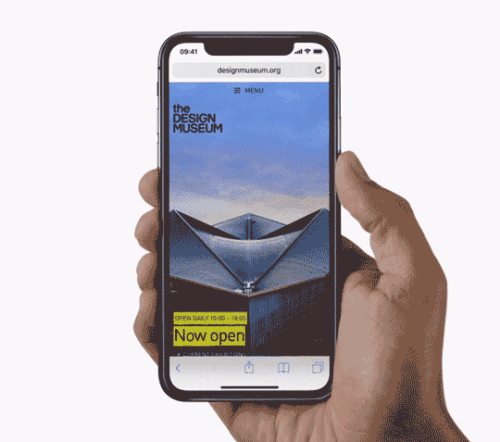 09:41
designmuseum.org
MENU
the
DESIGN
MUSEUM
OPEN DAILY 10:00 - 18:00
Now open